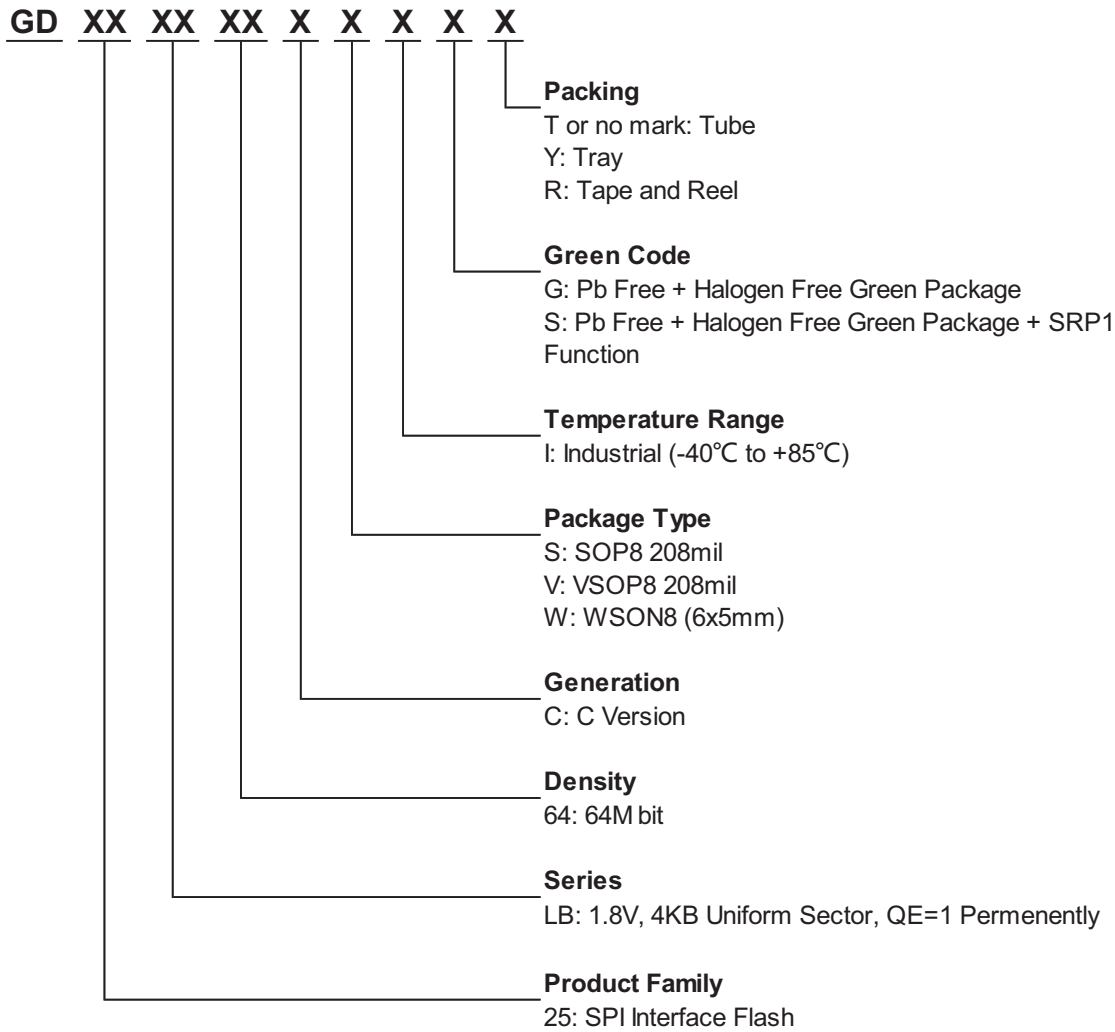 GD XX XX XX X X X X X
Packing
T or no mark: Tube
Y: Tray
R: Tape and Reel
Green Code
G: Pb Free + Halogen Free Green Package
S: Pb Free + Halogen Free Green Package + SRP1
Function
Temperature Range
I: Industrial (-40℃ to +85℃)
Package Type
S: SOP8 208mil
V: VSOP8 208mil
W: WSON8 (6x5mm)
Generation
C: C Version
Density
64: 64M bit
Series
LB: 1.8V, 4KB Uniform Sector, QE=1 Permenently
Product Family
25: SPI Interface Flash